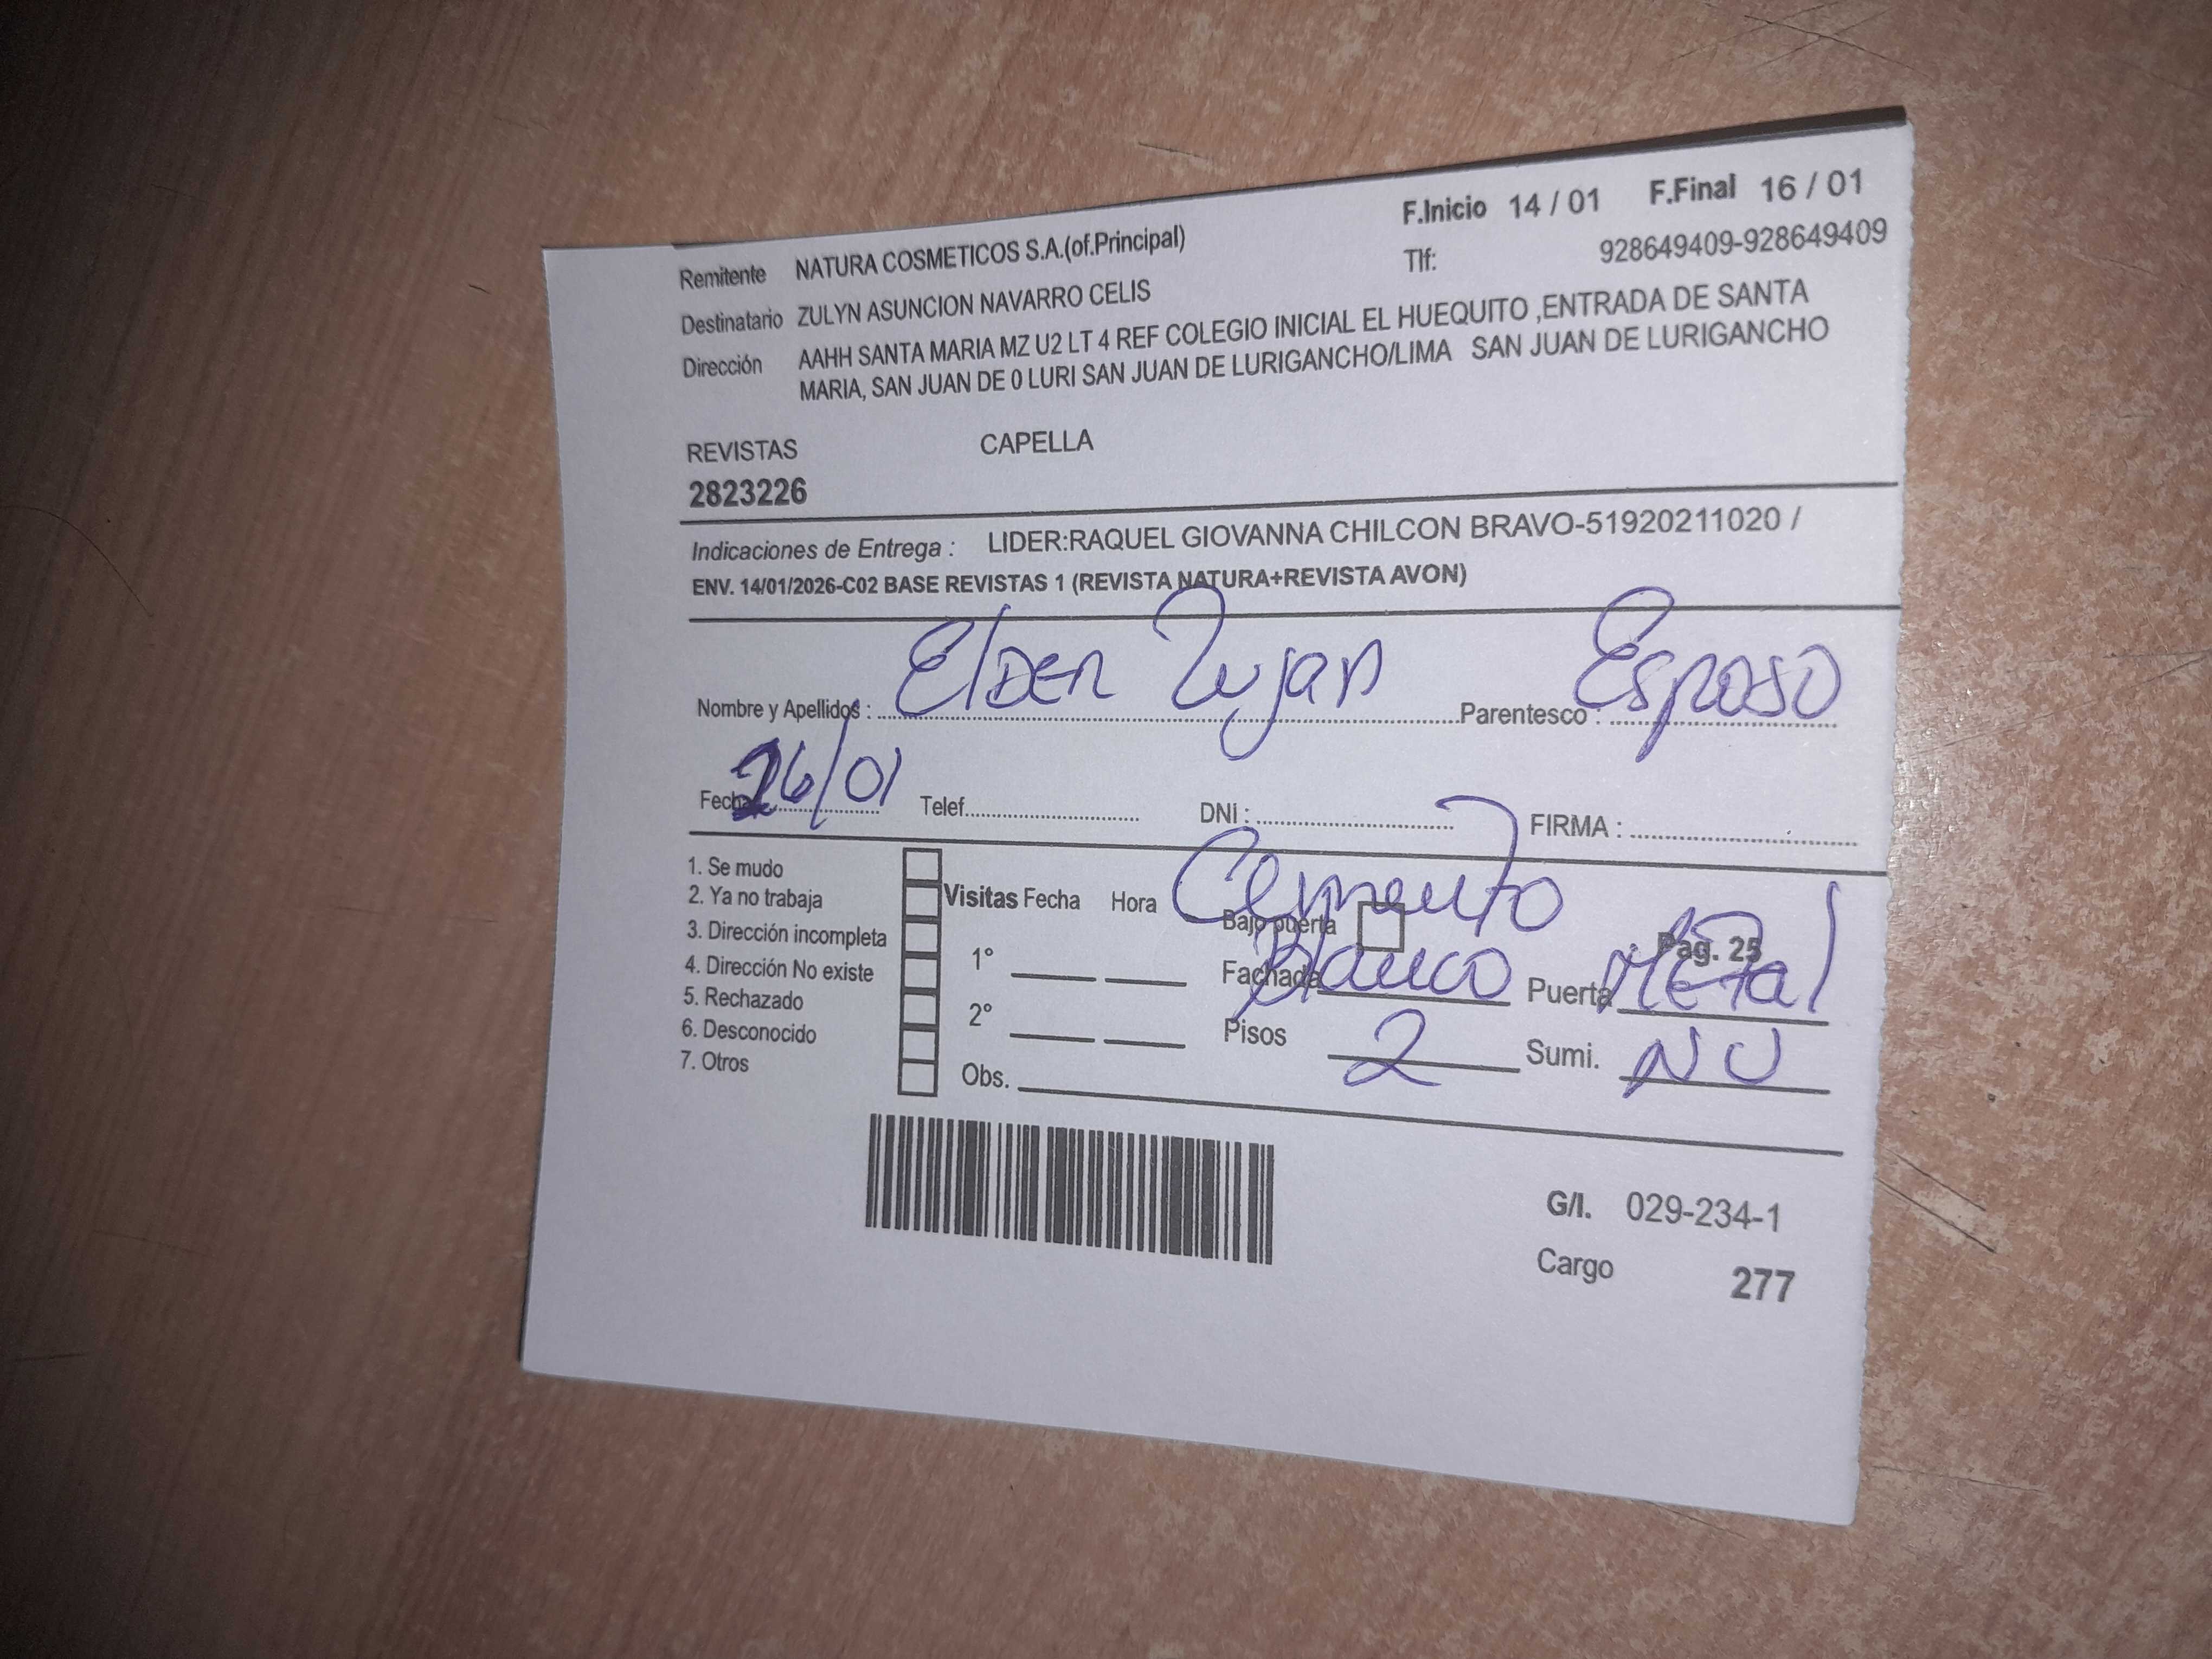 F.Inicio 14 / 01 F.Final 16 / 01
Remitente NATURA COSMETICOS S.A.(of.Principal) Tlf: 928649409-928649409
Destinatario ZULYN ASUNCION NAVARRO CELIS
Dirección AAHH SANTA MARIA MZ U2 LT 4 REF COLEGIO INICIAL EL HUEQUITO ,ENTRADA DE SANTA
MARIA, SAN JUAN DE 0 LURI SAN JUAN DE LURIGANCHO/LIMA SAN JUAN DE LURIGANCHO
REVISTAS CAPELLA
2823226
Indicaciones de Entrega : LIDER:RAQUEL GIOVANNA CHILCON BRAVO-51920211020 /
ENV. 14/01/2026-C02 BASE REVISTAS 1 (REVISTA NATURA+REVISTA AVON)
Nombre y Apellidos : Elder Lujan Parentesco : Esposo
Fecha 26/01 Telef. DNI : FIRMA :
1. Se mudo
2. Ya no trabaja
3. Dirección incompleta
4. Dirección No existe
5. Rechazado
6. Desconocido
7. Otros
Visitas Fecha Hora
1°
2°
Obs.
Cemento
Bajo puerta Pag. 25
Fachada Blanco Puerta Metal
Pisos 2 Sumi. NO
G/I. 029-234-1
Cargo 277